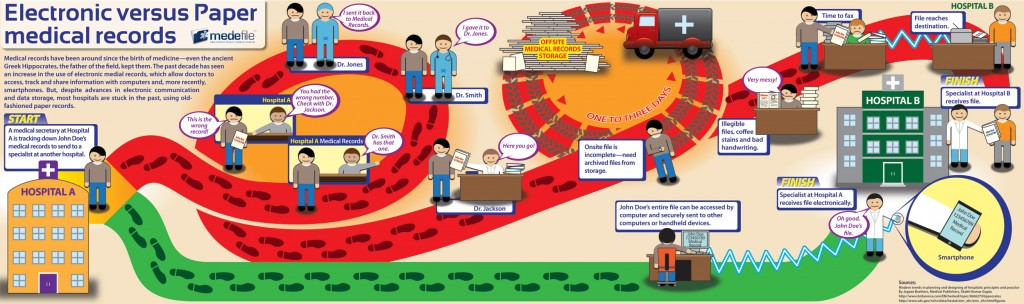 Electronic versus Paper
medical records
medefile
Medical records have been around since the birth of medicine—even the ancient
Greek Hippocrates, the father of the field, kept them. The past decade has seen
an increase in the use of electronic medical records, which allow doctors to
access, track and share information with computers and, more recently,
smartphones. But, despite advances in electronic communication
and data storage, most hospitals are stuck in the past, using old-
fashioned paper records.
START
A medical secretary at Hospital
A is tracking down John Doe's
medical records to send to a
specialist at another hospital.
HOSPITAL A
This is the
wrong record!
Hospital A
You had the
wrong number.
Check with Dr.
Jackson.
Hospital A Medical Records
Dr. Smith
has that
one.
I sent it back
to Medical
Records.
Dr. Jones
I gave it to
Dr. Jones.
Dr. Smith
Here you go!
Dr. Jackson
OFFSITE
MEDICAL RECORDS
STORAGE
ONE TO THREE DAYS
Onsite file is
incomplete—need
archived files from
storage.
Very messy!
Illegible
files, coffee
stains and bad
handwriting.
Time to fax
File reaches
destination.
HOSPITAL B
HOSPITAL B
FINISH
Specialist at Hospital B
receives file.
John Doe's entire file can be accessed by
computer and securely sent to other
computers or handheld devices.
FINISH
Specialist at Hospital A
receives file electronically.
Oh good,
John Doe's
file.
John Doe
123456789
Medical
Record
Smartphone
Sources: